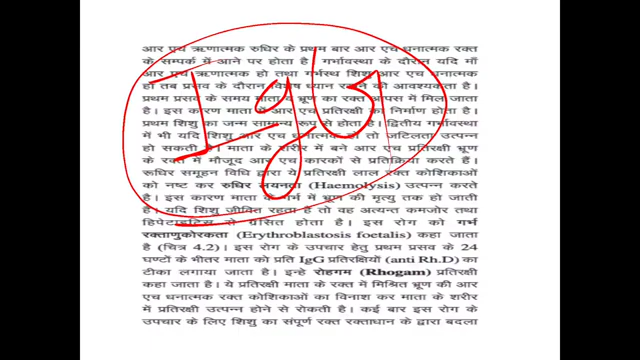 आर एच ऋणात्मक रुधिर के प्रथम बार आर एच धनात्मक रक्त
के सम्पर्क में आने पर होता है। गर्भावस्था के दौरान यदि माँ
आर एच ऋणात्मक हो तथा गर्भस्थ शिशु आर एच धनात्मक
हो तब प्रसव के दौरान विशेष ध्यान रखने की आवश्यकता है।
प्रथम प्रसव के समय माता व भ्रूण का रक्त आपस में मिल जाता
है। इस कारण माता में आर एच प्रतिरक्षी का निर्माण होता है।
प्रथम शिशु का जन्म सामान्य रूप से होता है। द्वितीय गर्भावस्था
में भी यदि शिशु आर एच धनात्मक हो तो जटिलता उत्पन्न
हो सकती है। माता के शरीर में बने आर एच प्रतिरक्षी भ्रूण
के रक्त में मौजूद आर एच कारकों से प्रतिक्रिया करते हैं।
रूधिर समूहन विधि द्वारा ये प्रतिरक्षी लाल रक्त कोशिकाओं
को नष्ट कर रुधिर लयनता (Haemolysis) उत्पन्न करते
है। इस कारण माता के गर्भ में भ्रूण की मृत्यु तक हो जाती
है। यदि शिशु जीवित रहता है तो वह अत्यन्त कमजोर तथा
हिपेटाइटिस से ग्रसित होता है। इस रोग को गर्भ
रक्ताणुकोरकता (Erythroblastosis foetalis) कहा जाता
है (चित्र 4.2)। इस रोग के उपचार हेतु प्रथम प्रसव के 24
घण्टों के भीतर माता को प्रति IgG प्रतिरक्षियों (anti Rh.D) का
टीका लगाया जाता है। इन्हे रोहगम (Rhogam) प्रतिरक्षी
कहा जाता है। ये प्रतिरक्षी माता के रक्त में मिश्रित भ्रूण की आर
एच धनात्मक रक्त कोशिकाओं का विनाश कर माता के शरीर
में प्रतिरक्षी उत्पन्न होने से रोकती है। कई बार इस रोग के
उपचार के लिए शिशु का संपूर्ण रक्त रक्ताधान के द्वारा बदला
IgG